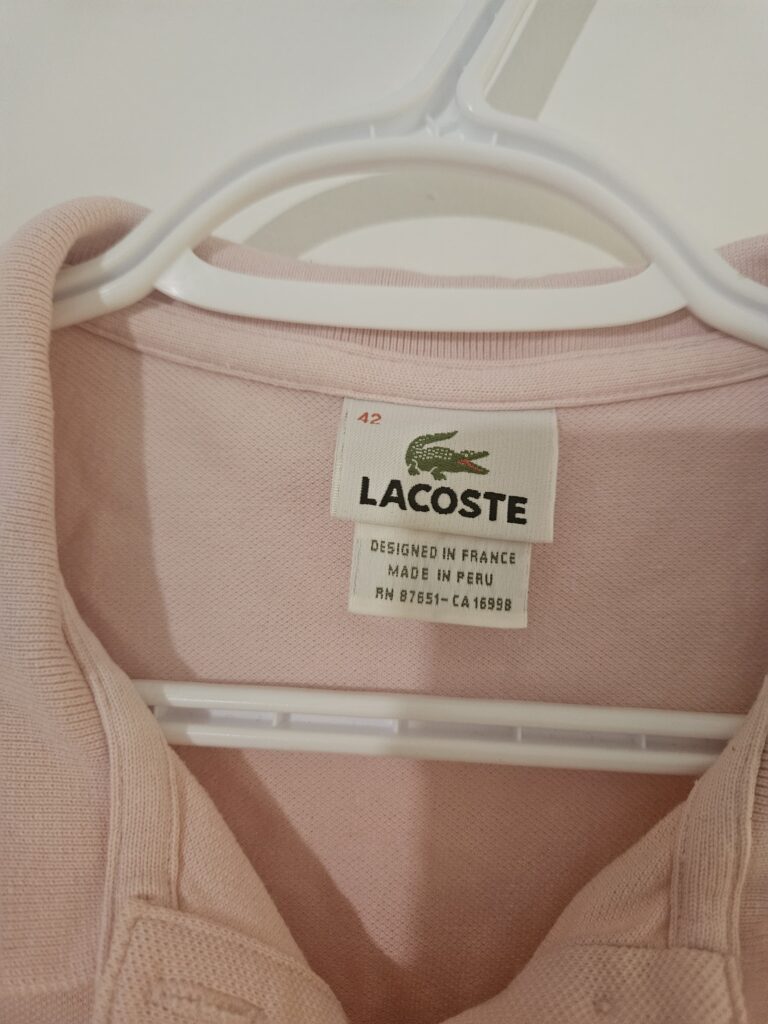 42
LACOSTE
DESIGNED IN FRANCE
MADE IN PERU
RN 87651-CA 16998